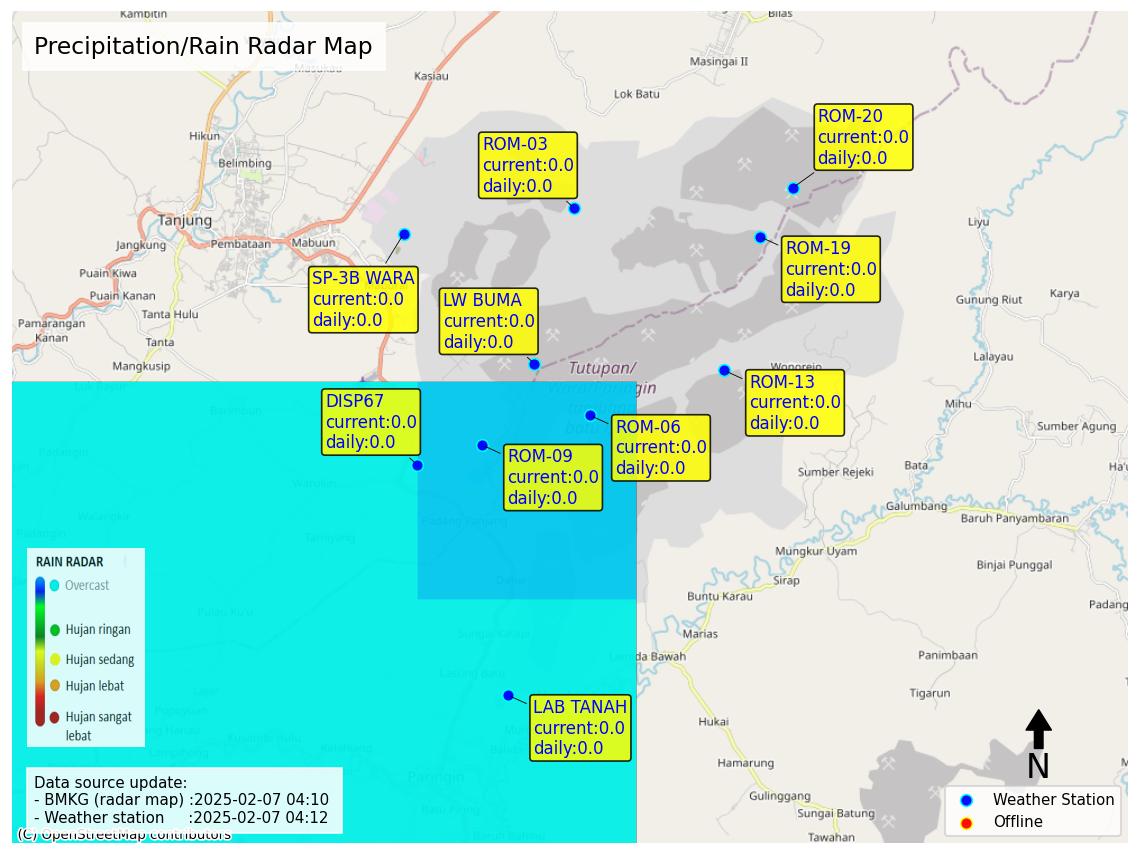 Kambitin
Bilas
Precipitation/Rain Radar Map
Masukau
Kasiau
Masingai II
Lok Batu
Hikun
Belimbing
ROM-03
current:0.0
daily:0.0
ROM-20
current:0.0
daily:0.0
Tanjung
Jangkung
Pembataan
Mabuun
Liyu
Puain Kiwa
Puain Kanan
SP-3B WARA
current:0.0
daily:0.0
ROM-19
current:0.0
daily:0.0
Gunung Riut
Karya
LW BUMA
current:0.0
daily:0.0
Tanta Hulu
Pamarangan
Kanan
Tanta
Mangkusip
Lalayau
Tutupan/
Wonorejo
ROM-13
current:0.0
daily:0.0
Mihu
DISP67
current:0.0
daily:0.0
ROM-06
current:0.0
daily:0.0
Sumber Agung
ROM-09
current:0.0
daily:0.0
Bata
Sumber Rejeki
Galumbang
Baruh Panyambaran
Mungkur Uyam
Binjai Punggal
Sirap
Buntu Karau
Padang
Marias
Panimbaan
Tigarun
Hukai
Hamarung
Gulinggang
Sungai Batung
Tawahan
Paringin
LAB TANAH
current:0.0
daily:0.0
RAIN RADAR
Overcast
Hujan ringan
Hujan sedang
Hujan lebat
Hujan sangat
lebat
Data source update:
- BMKG (radar map) :2025-02-07 04:10
- Weather station :2025-02-07 04:12
(C) OpenStreetMap contributors
N
Weather Station
Offline